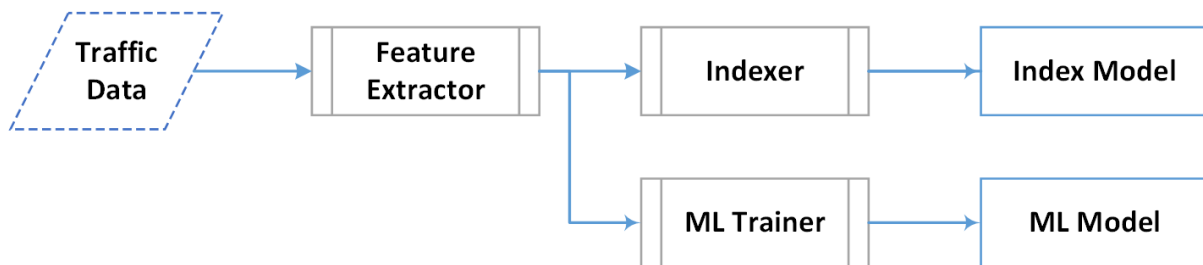 Traffic
Data
Feature
Extractor
Indexer
Index Model
ML Trainer
ML Model